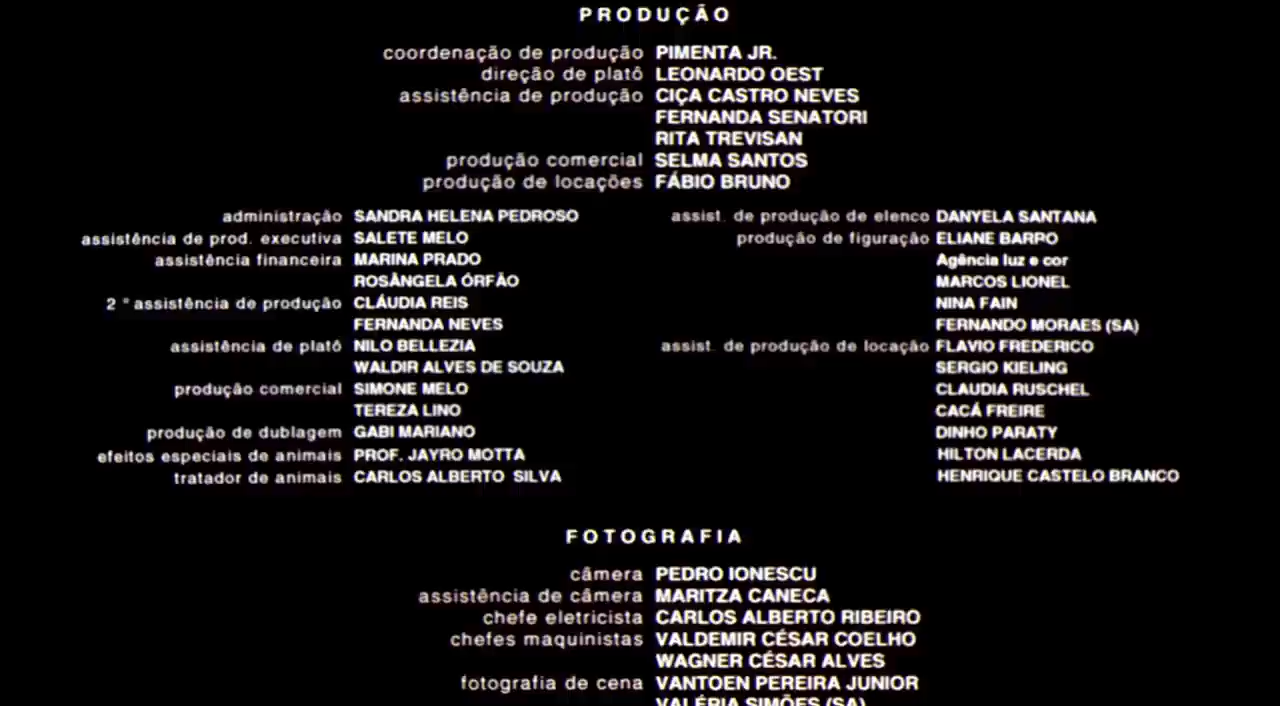 PRODUÇÃO
coordenação de produção PIMENTA JR.
direção de platô LEONARDO OEST
assistência de produção CIÇA CASTRO NEVES
FERNANDA SENATORI
RITA TREVISAN
produção comercial SELMA SANTOS
produção de locações FÁBIO BRUNO
administração SANDRA HELENA PEDROSO
assistência de prod. executiva SALETE MELO
assistência financeira MARINA PRADO
ROSÂNGELA ÓRFÃO
2 º assistência de produção CLÁUDIA REIS
FERNANDA NEVES
assistência de platô NILO BELLEZIA
WALDIR ALVES DE SOUZA
produção comercial SIMONE MELO
TEREZA LINO
produção de dublagem GABI MARIANO
efeitos especiais de animais PROF. JAYRO MOTTA
tratador de animais CARLOS ALBERTO SILVA
assist. de produção de elenco DANYELA SANTANA
produção de figuração ELIANE BARPO
Agência luz e cor
MARCOS LIONEL
NINA FAIN
FERNANDO MORAES (SA)
assist. de produção de locação FLAVIO FREDERICO
SERGIO KIELING
CLAUDIA RUSCHEL
CACÁ FREIRE
DINHO PARATY
HILTON LACERDA
HENRIQUE CASTELO BRANCO
FOTOGRAFIA
câmera PEDRO IONESCU
assistência de câmera MARITZA CANECA
chefe eletricista CARLOS ALBERTO RIBEIRO
chefes maquinistas VALDEMIR CÉSAR COELHO
WAGNER CÉSAR ALVES
fotografia de cena VANTOEN PEREIRA JUNIOR
VALÉRIA SIMÕES (SA)